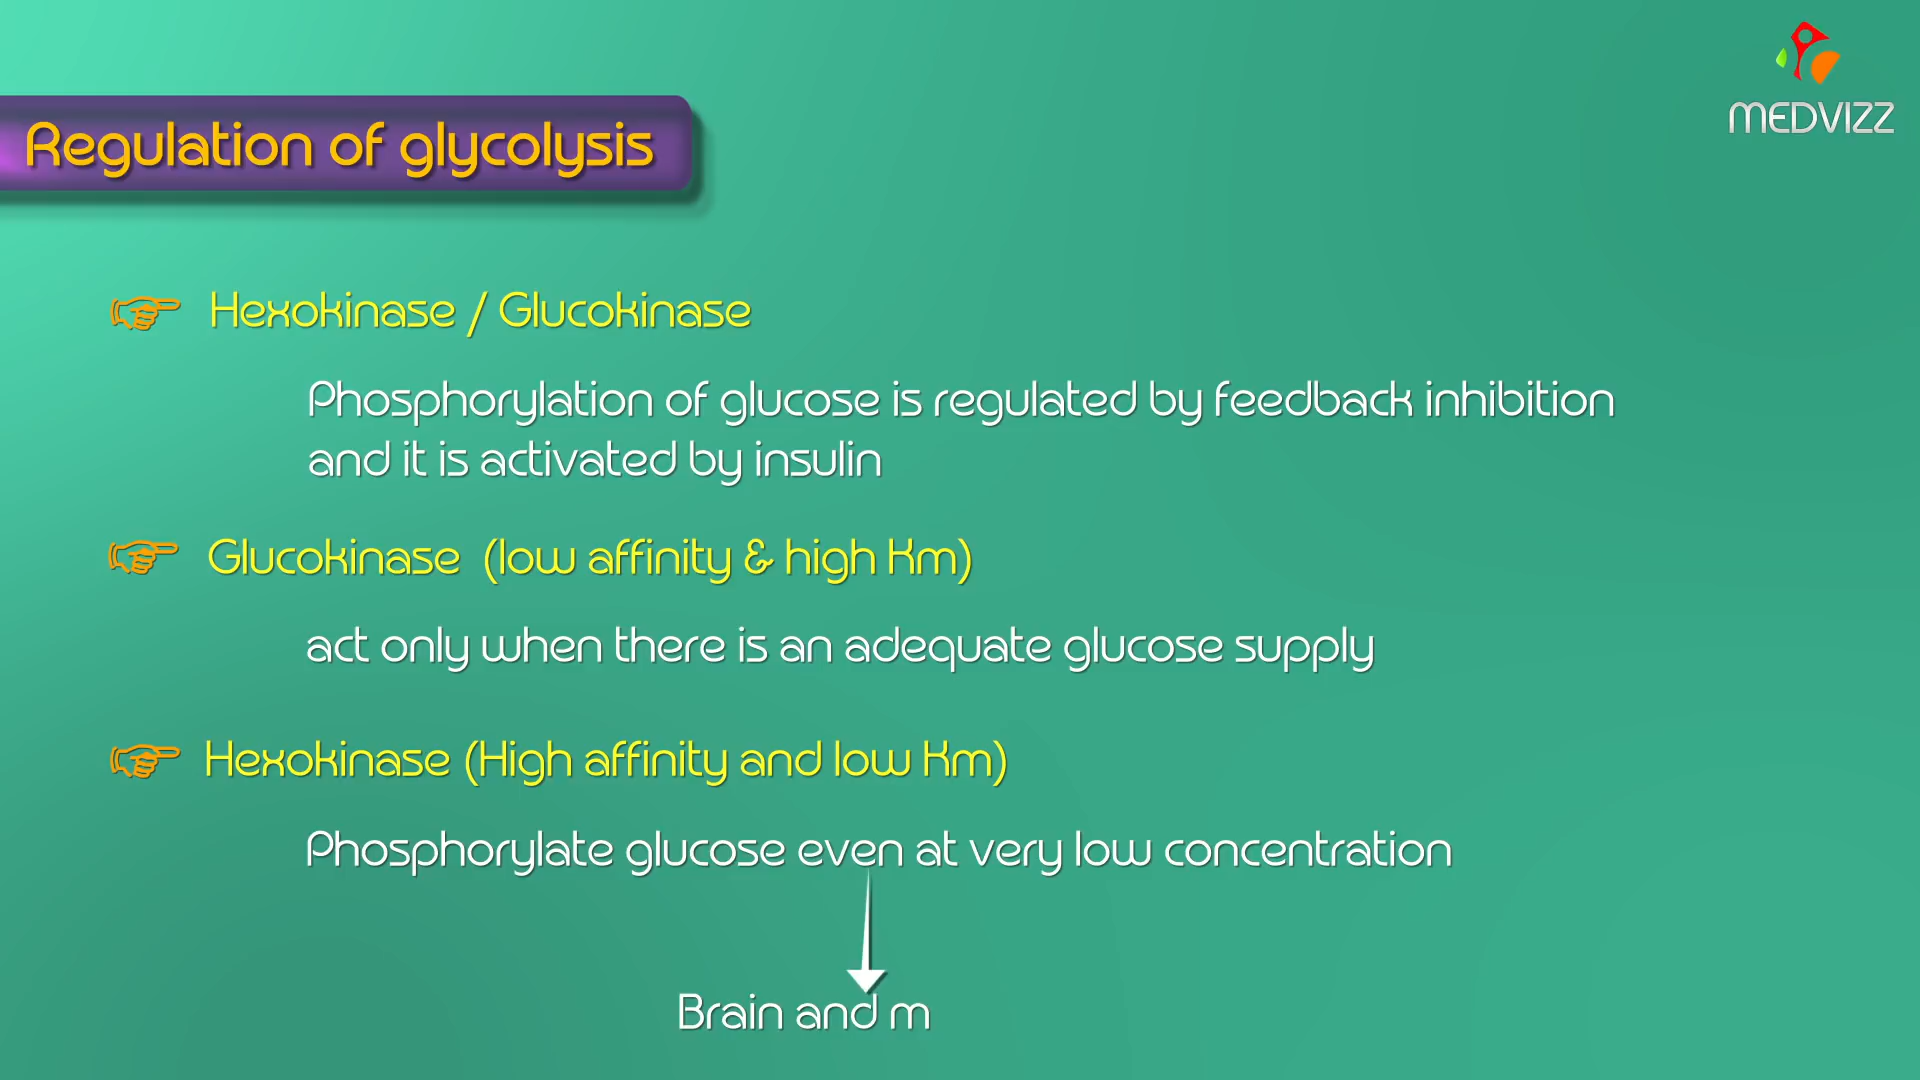 MEDVIZZ
Regulation of glycolysis
Hexokinase / Glucokinase
Phosphorylation of glucose is regulated by feedback inhibition
and it is activated by insulin
Glucokinase (low affinity & high Km)
act only when there is an adequate glucose supply
Hexokinase (High affinity and low Km)
Phosphorylate glucose even at very low concentration
Brain and m